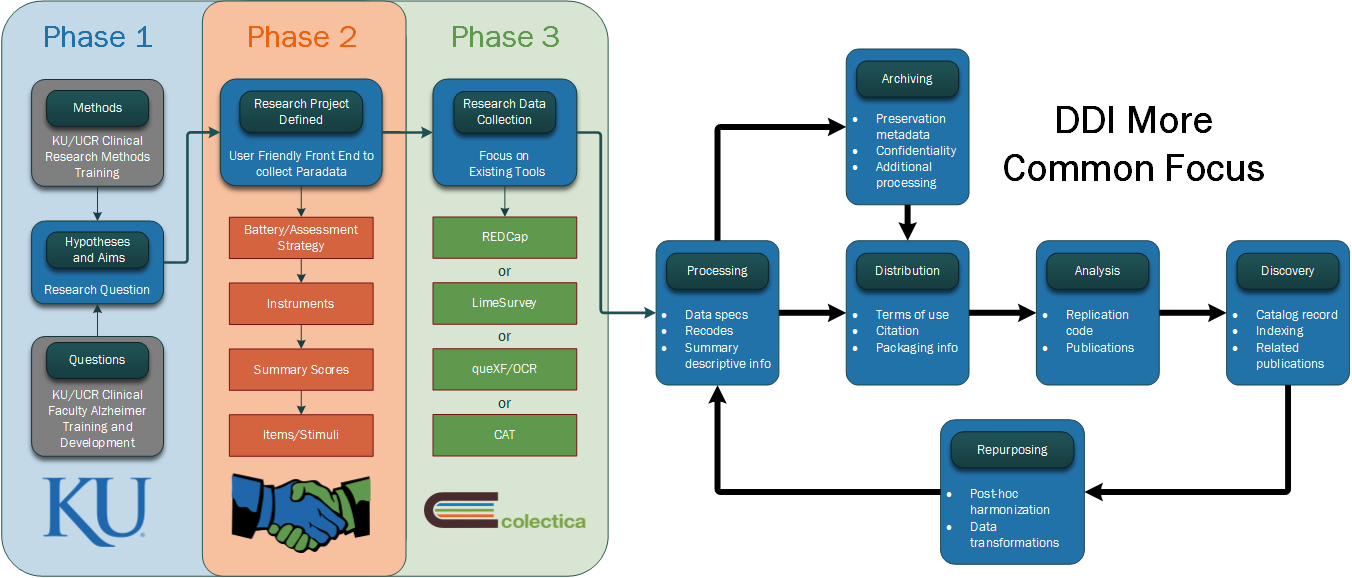 Phase 1
Methods
KU/UCR Clinical
Research Methods
Training
Hypotheses
and Aims
Research Question
Questions
KU/UCR Clinical
Faculty Alzheimer
Training and
Development
KU
Phase 2
Research Project
Defined
User Friendly Front End to
collect Paradata
Battery/Assessment
Strategy
Instruments
Summary Scores
Items/Stimuli
Phase 3
Research Data
Collection
Focus on
Existing Tools
REDCap
or
LimeSurvey
or
queXF/OCR
or
CAT
colectica
Processing
• Data specs
• Recodes
• Summary
descriptive info
Archiving
• Preservation
metadata
• Confidentiality
• Additional
processing
Distribution
• Terms of use
• Citation
• Packaging info
Analysis
• Replication
code
• Publications
DDI More
Common Focus
Discovery
• Catalog record
• Indexing
• Related
publications
Repurposing
• Post-hoc
harmonization
• Data
transformations